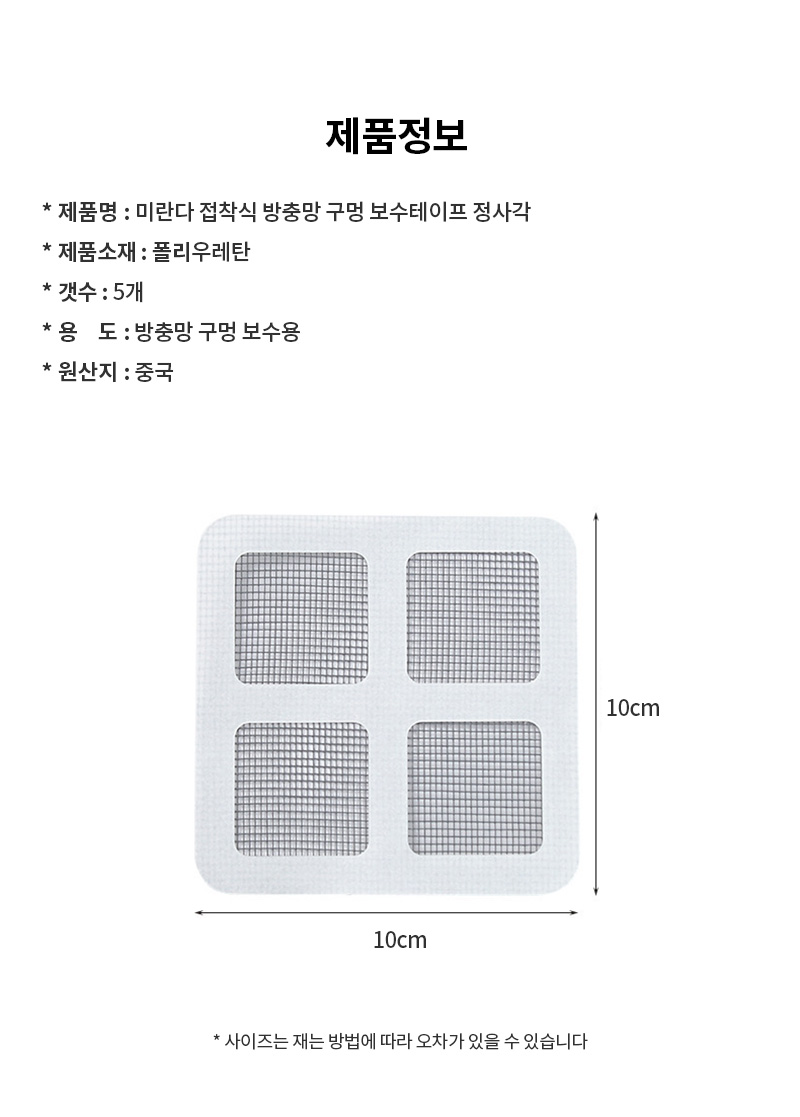 제품정보
* 제품명 : 미란다 접착식 방충망 구멍 보수테이프 정사각
* 제품소재 : 폴리우레탄
* 갯수 : 5개
* 용 도 : 방충망 구멍 보수용
* 원산지 : 중국
10cm
10cm
* 사이즈는 재는 방법에 따라 오차가 있을 수 있습니다